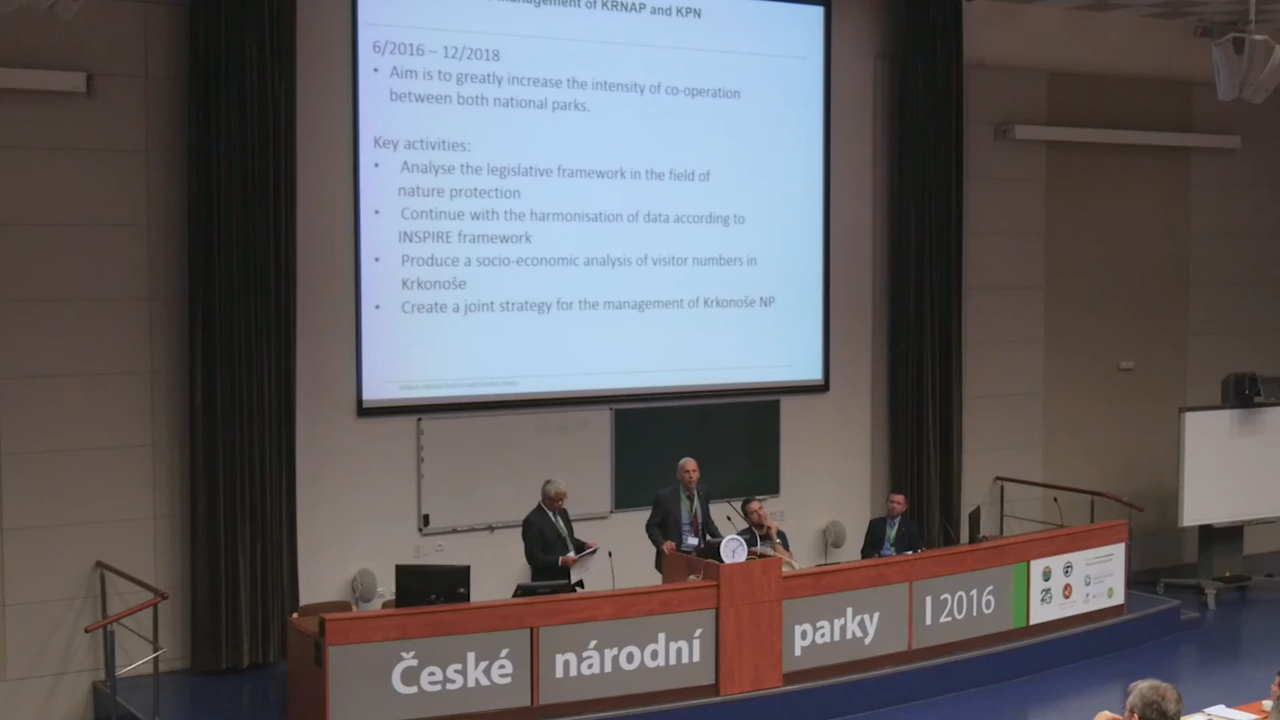 management of KRNAP and KPN
6/2016 – 12/2018
• Aim is to greatly increase the intensity of co-operation
between both national parks.
Key activities:
• Analyse the legislative framework in the field of
nature protection
• Continue with the harmonisation of data according to
INSPIRE framework
• Produce a socio-economic analysis of visitor numbers in
Krkonoše
• Create a joint strategy for the management of Krkonoše NP
České národní parky | 2016